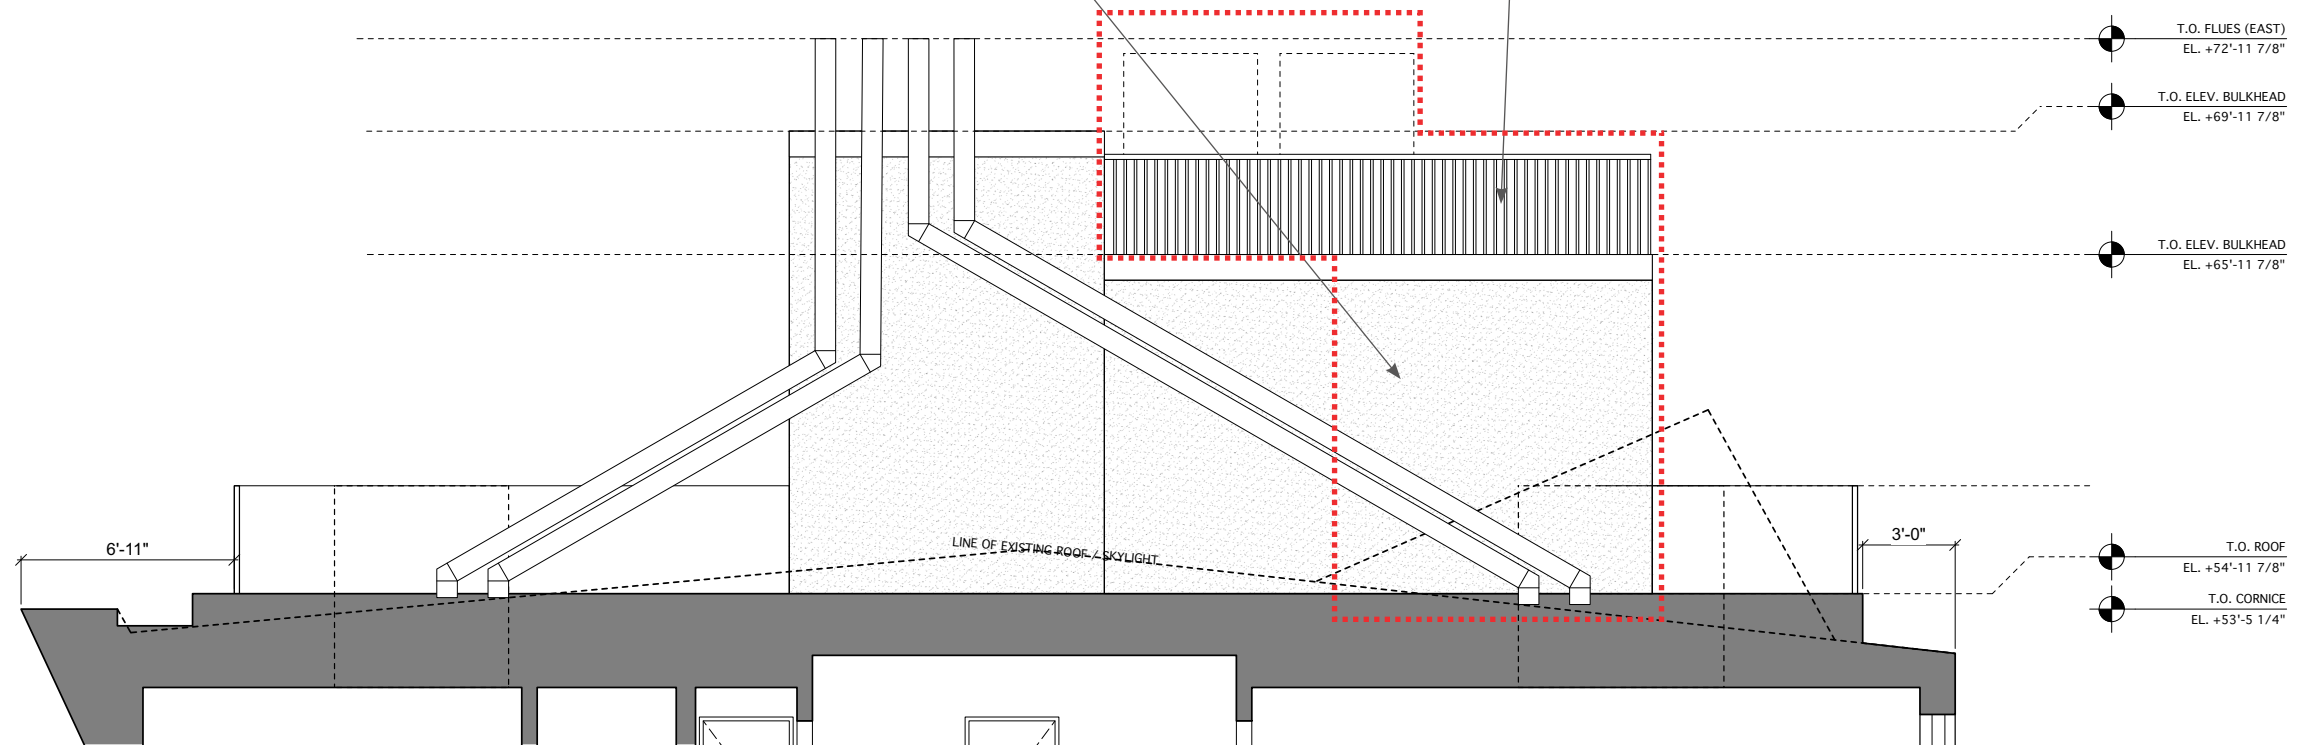 T.O. FLUES (EAST)
EL. +72'-11 7/8"
T.O. ELEV. BULKHEAD
EL. +69'-11 7/8"
T.O. ELEV. BULKHEAD
EL. +65'-11 7/8"
6'-11"
LINE OF EXISTING ROOF / SKYLIGHT
3'-0"
T.O. ROOF
EL. +54'-11 7/8"
T.O. CORNICE
EL. +53'-5 1/4"